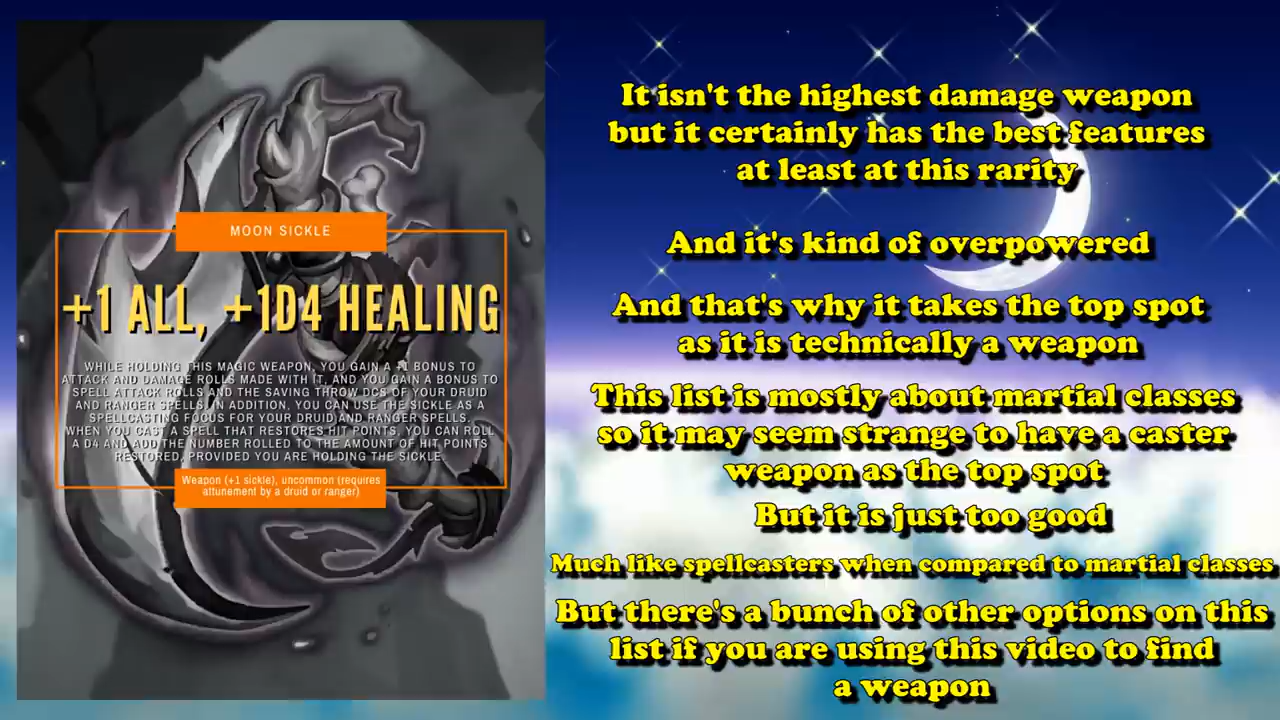 MOON SICKLE
+1 ALL, +1D4 HEALING
WHILE HOLDING THIS MAGIC WEAPON, YOU GAIN A +1 BONUS TO
ATTACK AND DAMAGE ROLLS MADE WITH IT, AND YOU GAIN A BONUS TO
SPELL ATTACK ROLLS AND THE SAVING THROW DCS OF YOUR DRUID
AND RANGER SPELLS. IN ADDITION, YOU CAN USE THE SICKLE AS A
SPELLCASTING FOCUS FOR YOUR DRUID AND RANGER SPELLS.
WHEN YOU CAST A SPELL THAT RESTORES HIT POINTS, YOU CAN ROLL
A D4 AND ADD THE NUMBER ROLLED TO THE AMOUNT OF HIT POINTS
RESTORED, PROVIDED YOU ARE HOLDING THE SICKLE.
Weapon (+1 sickle), uncommon (requires
attunement by a druid or ranger)
It isn't the highest damage weapon
but it certainly has the best features
at least at this rarity
And it's kind of overpowered
And that's why it takes the top spot
as it is technically a weapon
This list is mostly about martial classes
so it may seem strange to have a caster
weapon as the top spot
But it is just too good
Much like spellcasters when compared to martial classes
But there's a bunch of other options on this
list if you are using this video to find
a weapon